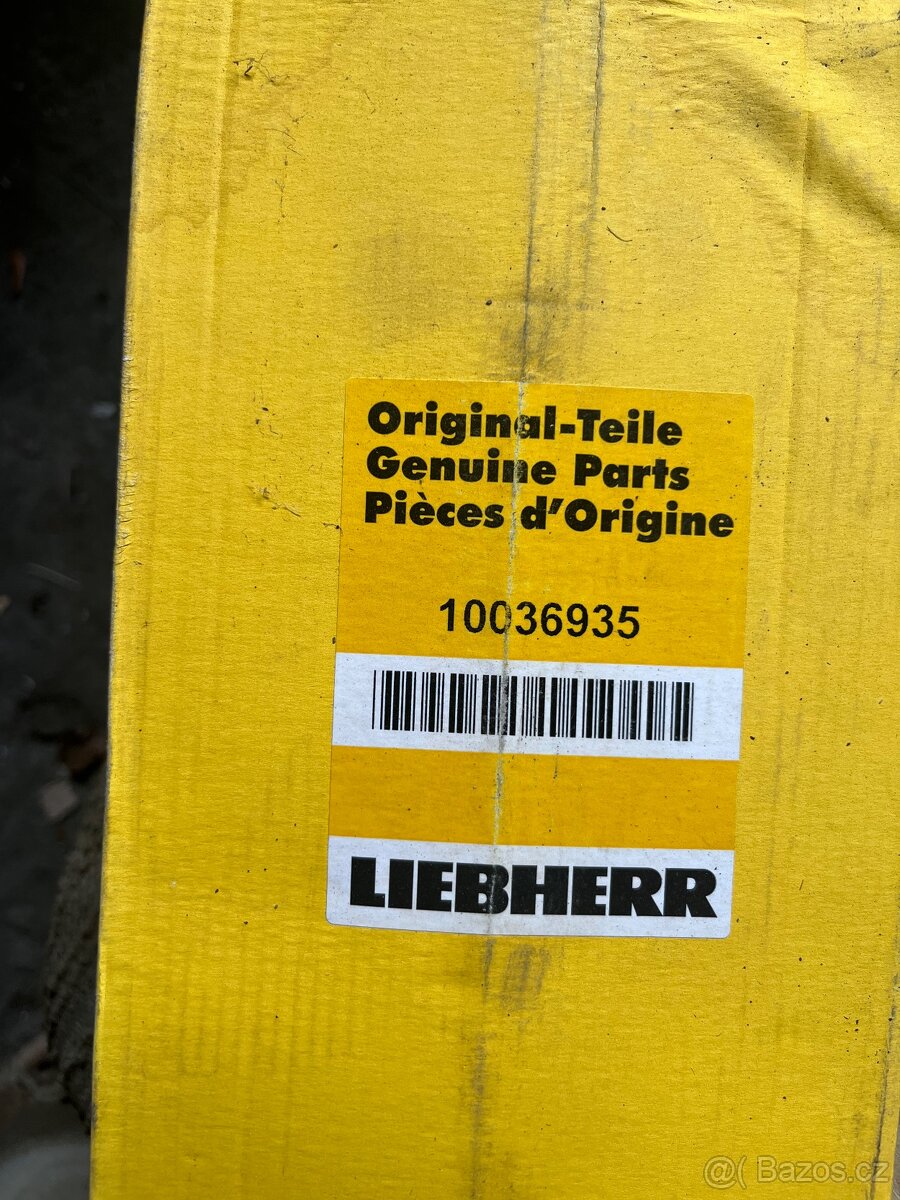 Original-Teile
Genuine Parts
Pièces d'Origine
10036935
LIEBHERR
@( Bazos.cz